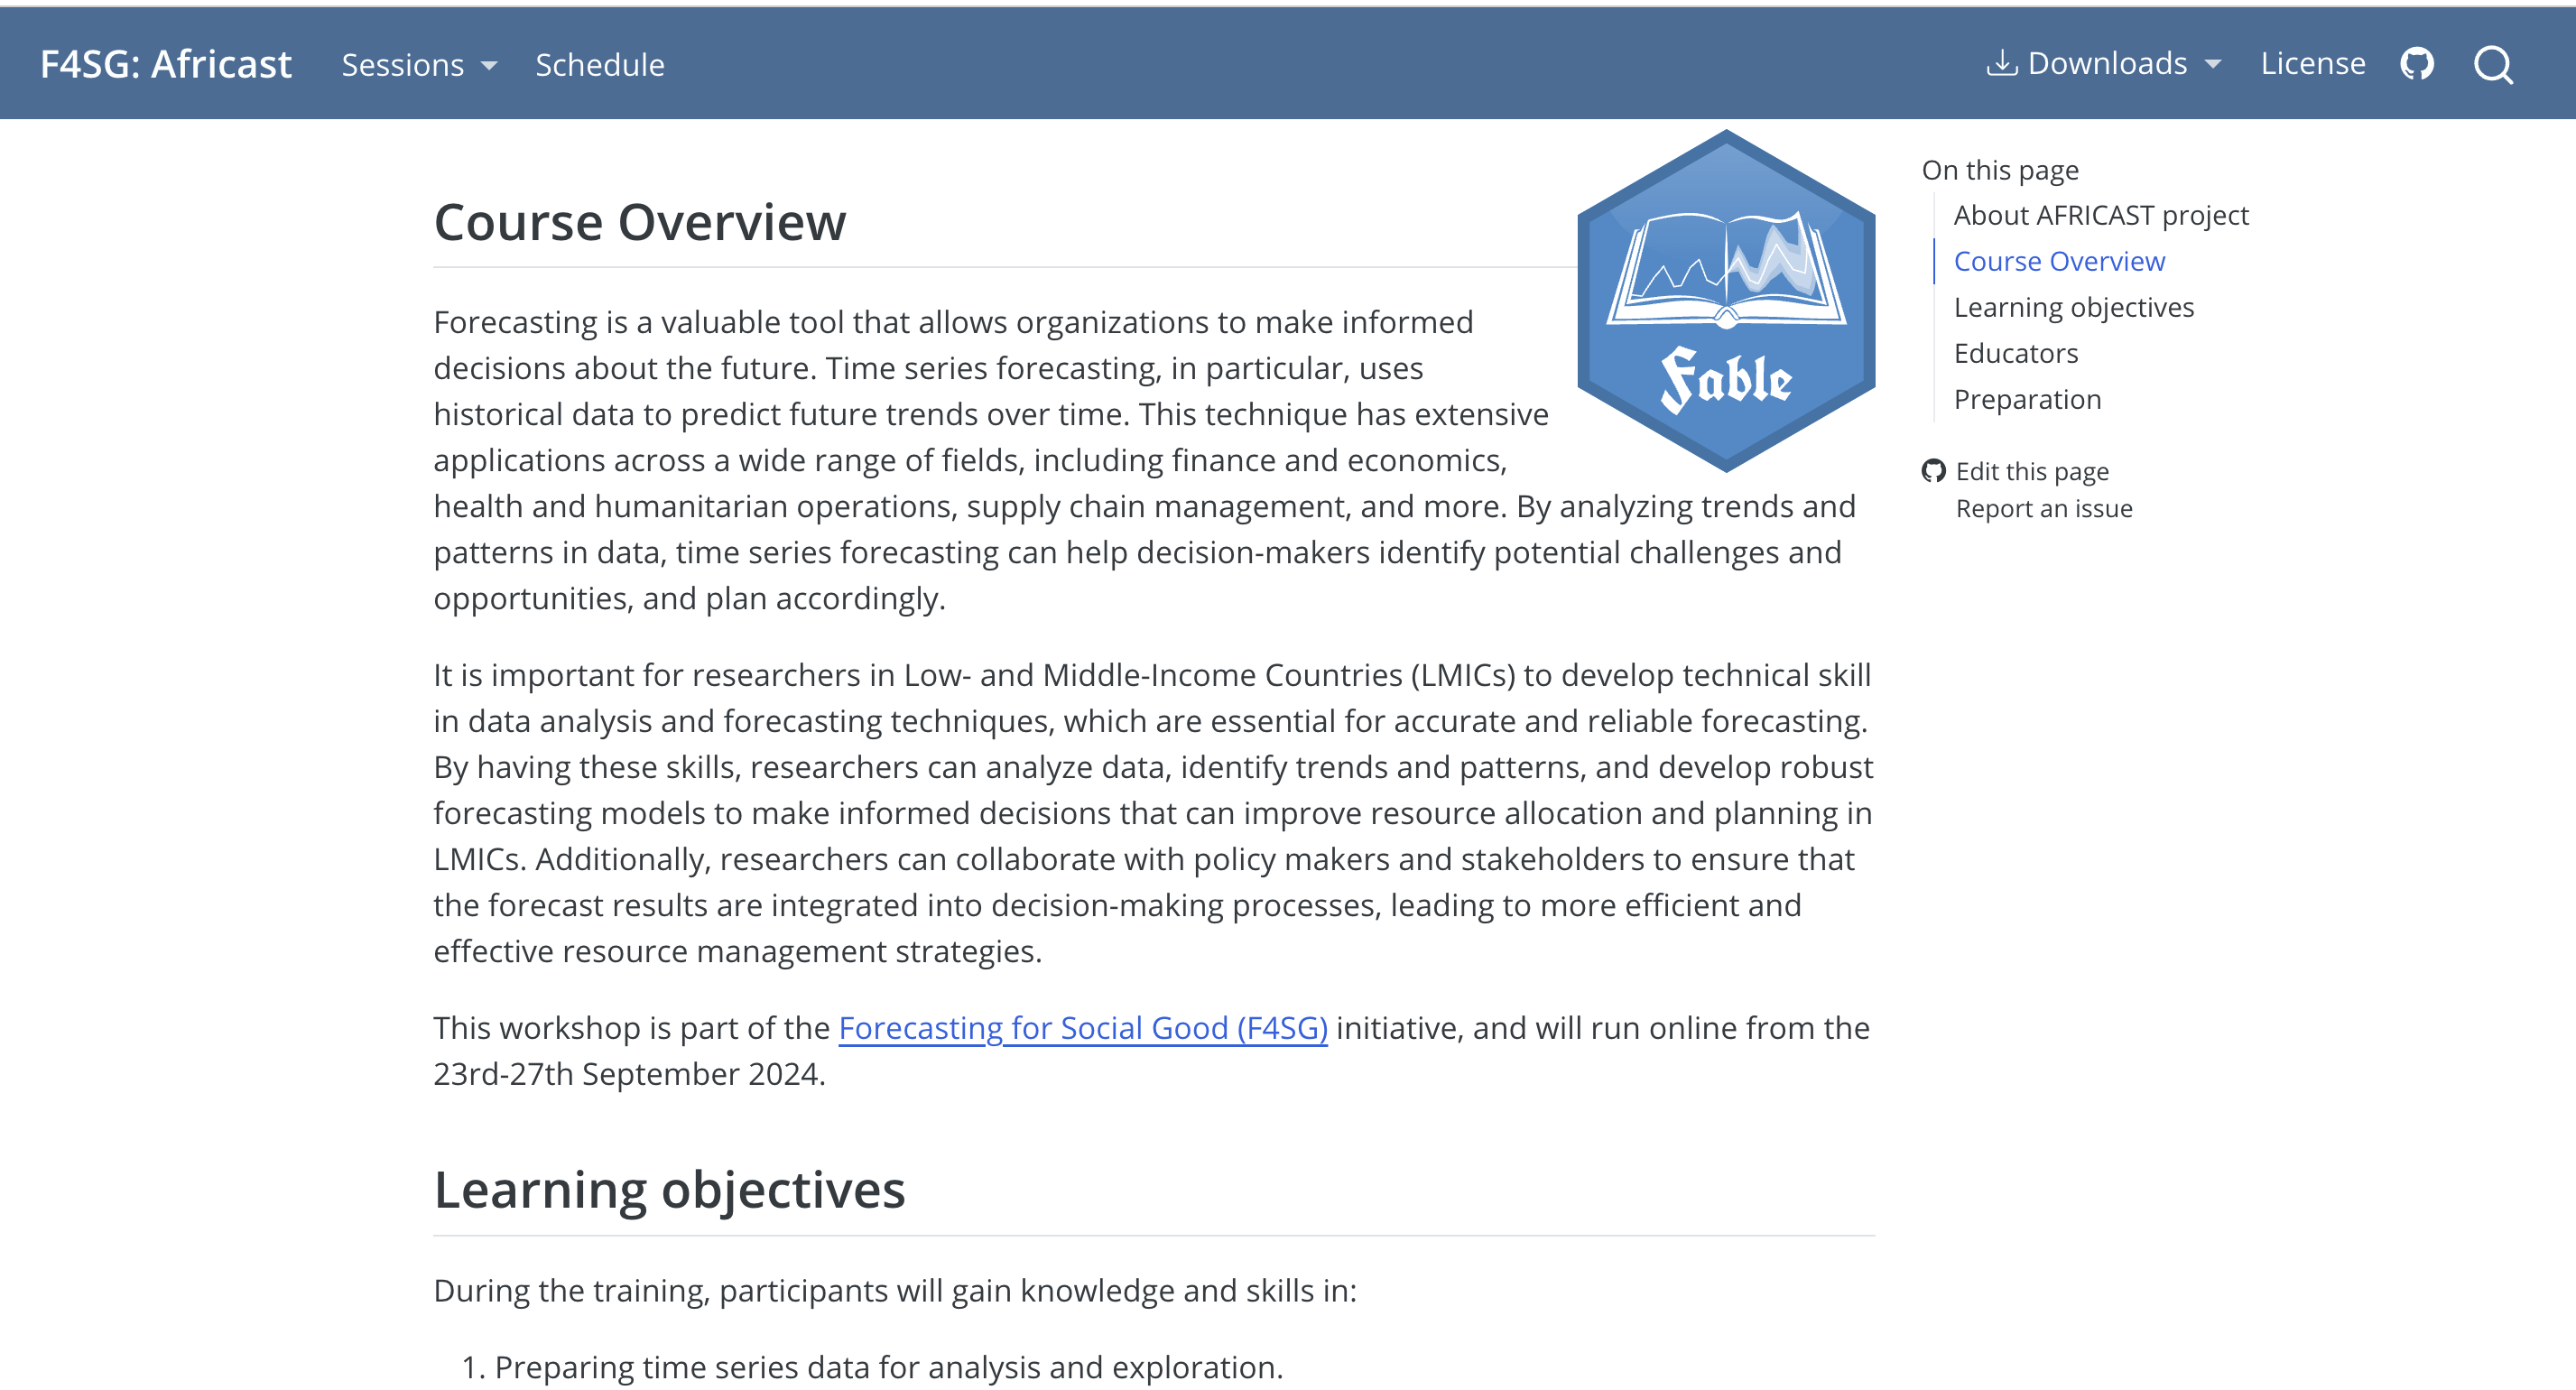 F4SG: Africast Sessions Schedule Downloads License
Course Overview
Forecasting is a valuable tool that allows organizations to make informed
decisions about the future. Time series forecasting, in particular, uses
historical data to predict future trends over time. This technique has extensive
applications across a wide range of fields, including finance and economics,
health and humanitarian operations, supply chain management, and more. By analyzing trends and
patterns in data, time series forecasting can help decision-makers identify potential challenges and
opportunities, and plan accordingly.
It is important for researchers in Low- and Middle-Income Countries (LMICs) to develop technical skill
in data analysis and forecasting techniques, which are essential for accurate and reliable forecasting.
By having these skills, researchers can analyze data, identify trends and patterns, and develop robust
forecasting models to make informed decisions that can improve resource allocation and planning in
LMICs. Additionally, researchers can collaborate with policy makers and stakeholders to ensure that
the forecast results are integrated into decision-making processes, leading to more efficient and
effective resource management strategies.
This workshop is part of the Forecasting for Social Good (F4SG) initiative, and will run online from the
23rd-27th September 2024.
Learning objectives
During the training, participants will gain knowledge and skills in:
1. Preparing time series data for analysis and exploration.
Fable
On this page
About AFRICAST project
Course Overview
Learning objectives
Educators
Preparation
Edit this page
Report an issue